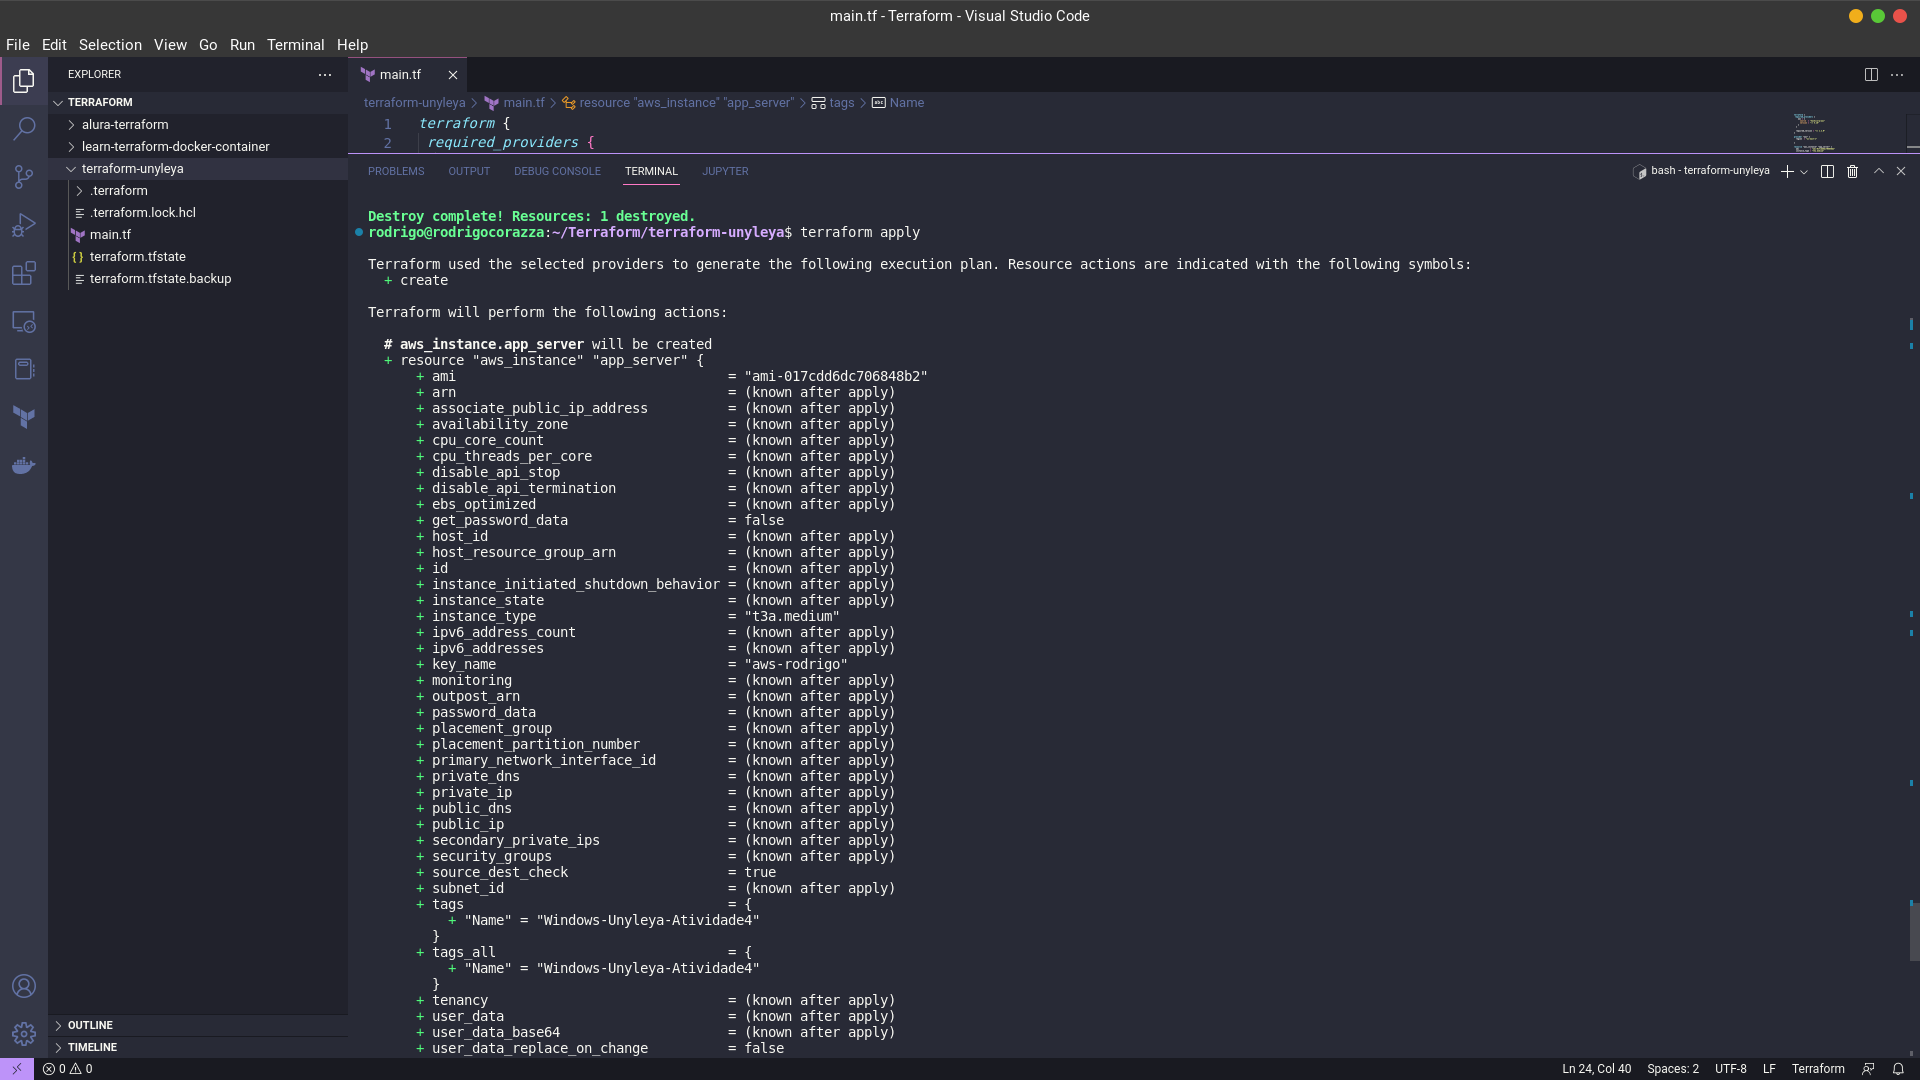 main.tf - Terraform - Visual Studio Code
File Edit Selection View Go Run Terminal Help
EXPLORER
TERRAFORM
alura-terraform
learn-terraform-docker-container
terraform-unyleya
.terraform
.terraform.lock.hcl
main.tf
terraform.tfstate
terraform.tfstate.backup
OUTLINE
TIMELINE
main.tf
terraform-unyleya > main.tf > resource "aws_instance" "app_server" > tags > Name
1 terraform {
2 required_providers {
PROBLEMS OUTPUT DEBUG CONSOLE TERMINAL JUPYTER
bash - terraform-unyleya
Destroy complete! Resources: 1 destroyed.
rodrigo@rodrigocorazza:~/Terraform/terraform-unyleya$ terraform apply
Terraform used the selected providers to generate the following execution plan. Resource actions are indicated with the following symbols:
+ create
Terraform will perform the following actions:
# aws_instance.app_server will be created
+ resource "aws_instance" "app_server" {
+ ami = "ami-017cdd6dc706848b2"
+ arn = (known after apply)
+ associate_public_ip_address = (known after apply)
+ availability_zone = (known after apply)
+ cpu_core_count = (known after apply)
+ cpu_threads_per_core = (known after apply)
+ disable_api_stop = (known after apply)
+ disable_api_termination = (known after apply)
+ ebs_optimized = (known after apply)
+ get_password_data = false
+ host_id = (known after apply)
+ host_resource_group_arn = (known after apply)
+ id = (known after apply)
+ instance_initiated_shutdown_behavior = (known after apply)
+ instance_state = (known after apply)
+ instance_type = "t3a.medium"
+ ipv6_address_count = (known after apply)
+ ipv6_addresses = (known after apply)
+ key_name = "aws-rodrigo"
+ monitoring = (known after apply)
+ outpost_arn = (known after apply)
+ password_data = (known after apply)
+ placement_group = (known after apply)
+ placement_partition_number = (known after apply)
+ primary_network_interface_id = (known after apply)
+ private_dns = (known after apply)
+ private_ip = (known after apply)
+ public_dns = (known after apply)
+ public_ip = (known after apply)
+ secondary_private_ips = (known after apply)
+ security_groups = (known after apply)
+ source_dest_check = true
+ subnet_id = (known after apply)
+ tags = {
+ "Name" = "Windows-Unyleya-Atividade4"
}
+ tags_all = {
+ "Name" = "Windows-Unyleya-Atividade4"
}
+ tenancy = (known after apply)
+ user_data = (known after apply)
+ user_data_base64 = (known after apply)
+ user_data_replace_on_change = false
0 0
Ln 24, Col 40 Spaces: 2 UTF-8 LF Terraform